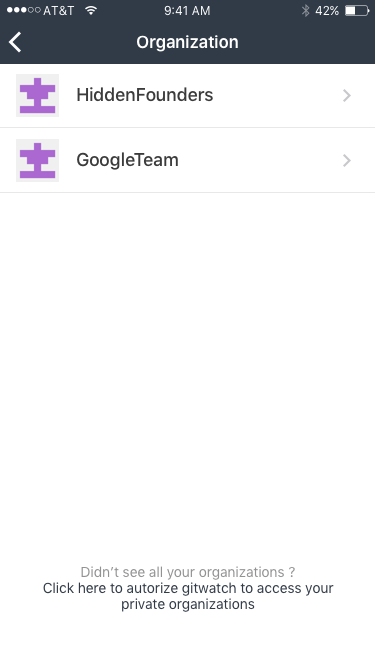 AT&T 9:41 AM 42%
Organization
HiddenFounders
GoogleTeam
Didn't see all your organizations ?
Click here to autorize gitwatch to access your
private organizations